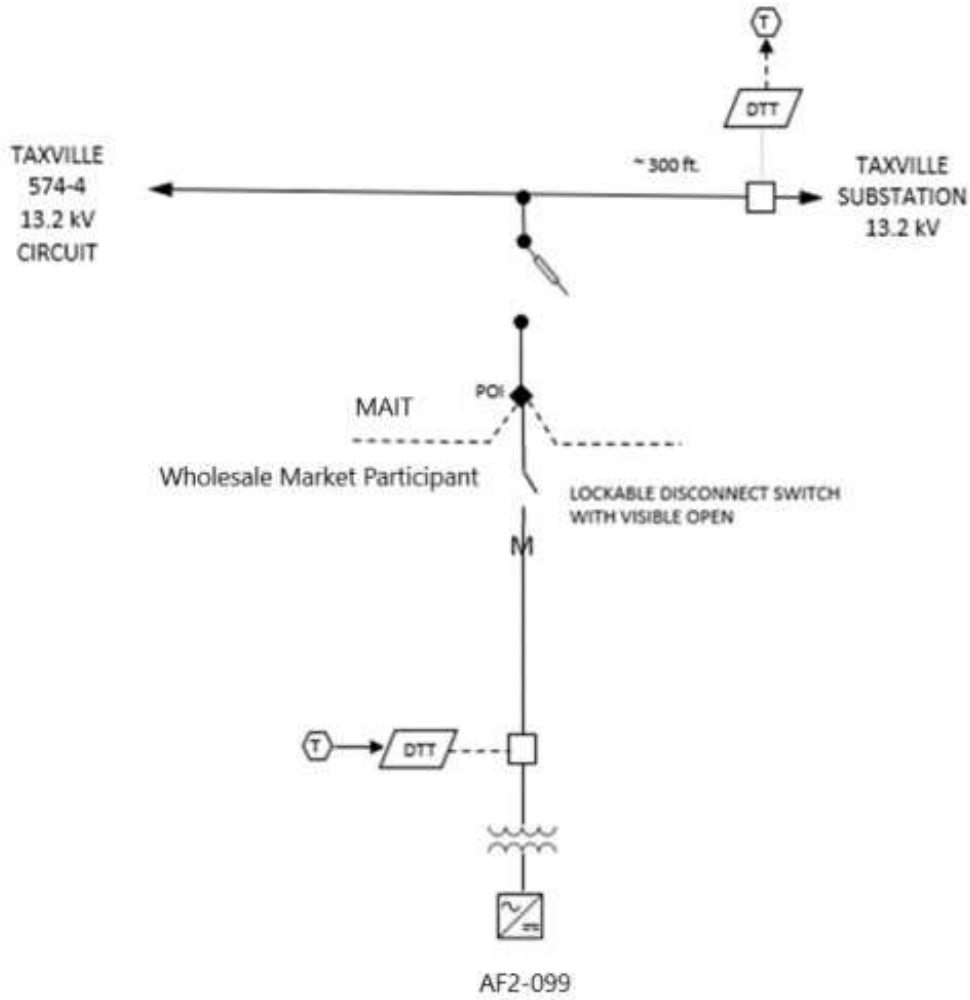 T
DTT
TAXVILLE
574-4
13.2 kV
CIRCUIT
~ 300 ft.
TAXVILLE
SUBSTATION
13.2 kV
POI
MAIT
Wholesale Market Participant
LOCKABLE DISCONNECT SWITCH
WITH VISIBLE OPEN
M
T
DTT
AF2-099